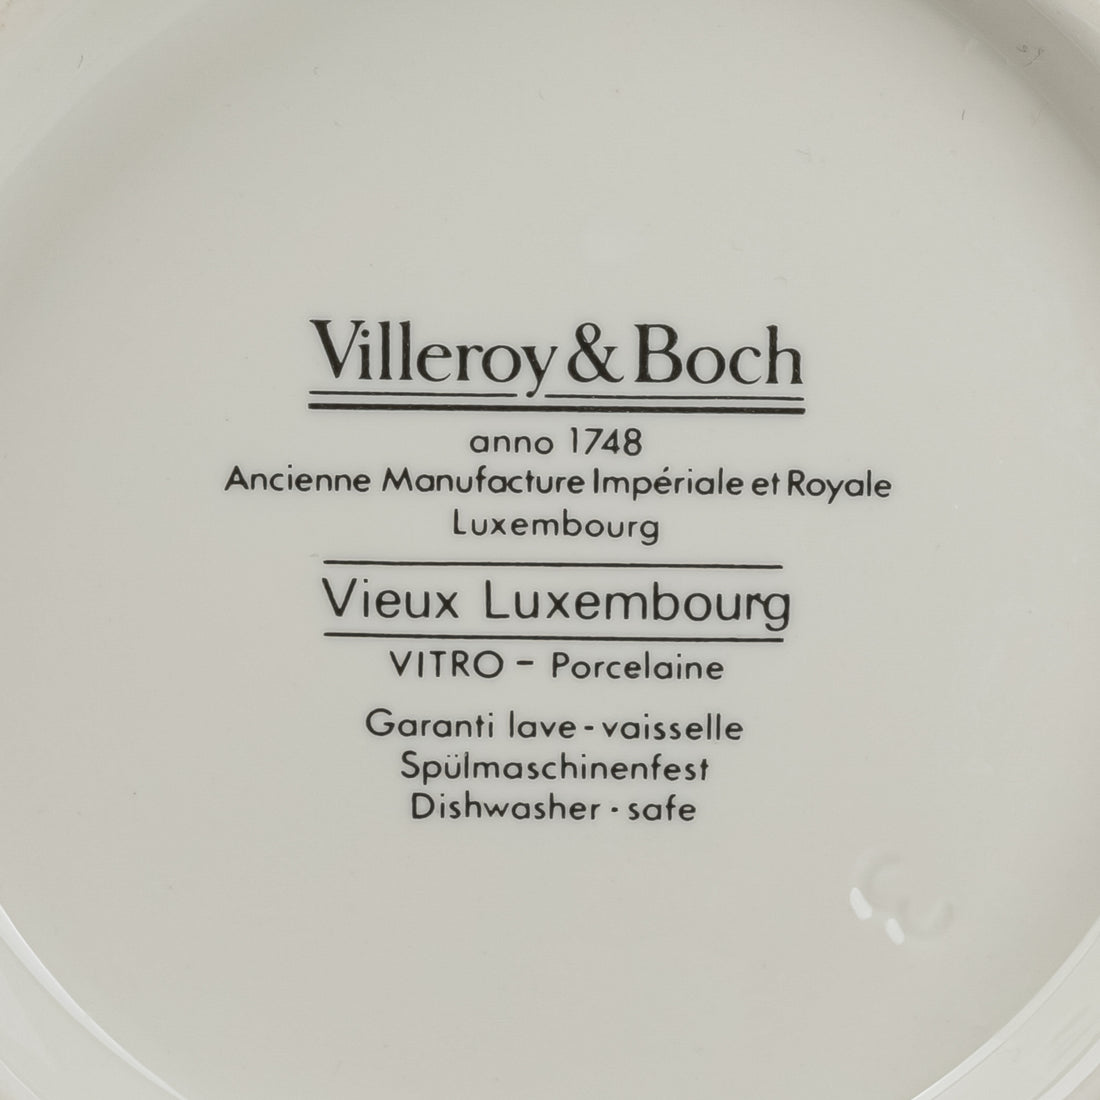 Villeroy & Boch
anno 1748
Ancienne Manufacture Impériale et Royale
Luxembourg
Vieux Luxembourg
VITRO - Porcelaine
Garanti lave-vaisselle
Spülmaschinenfest
Dishwasher · safe